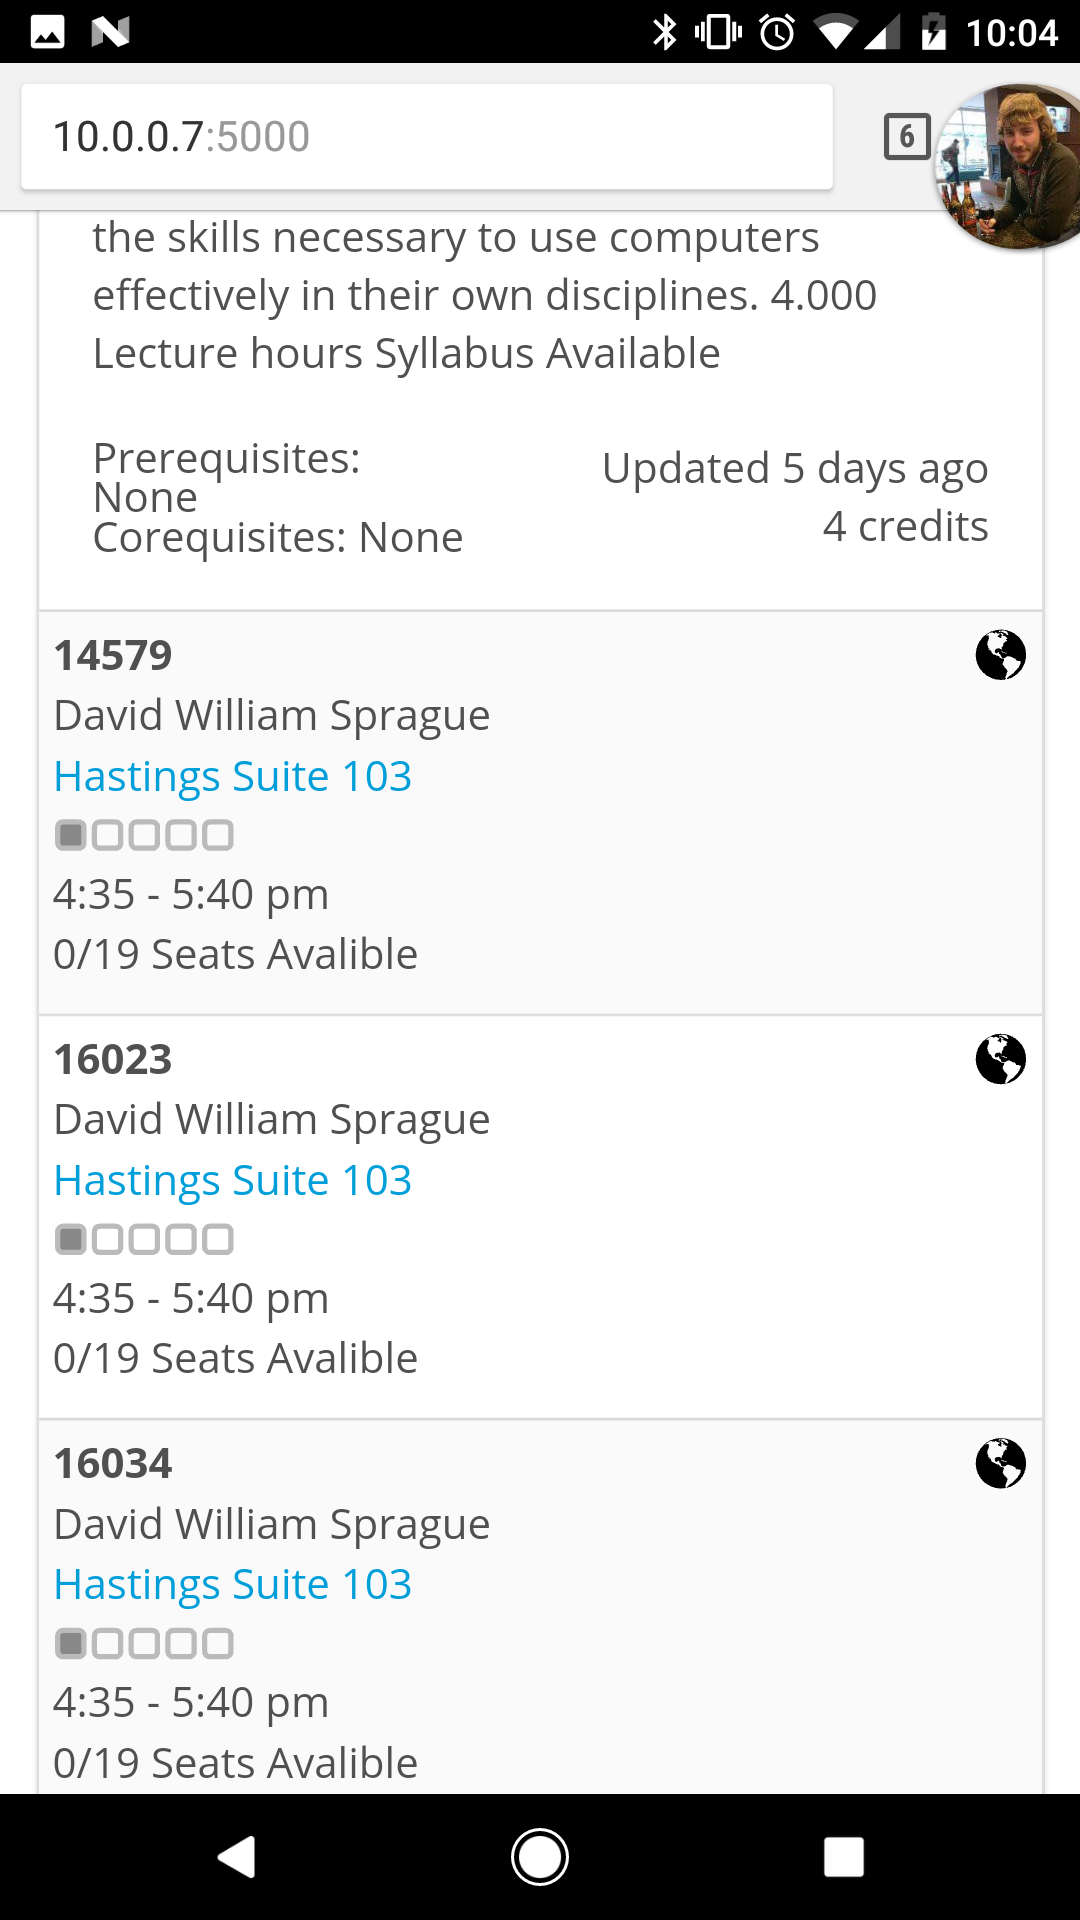 10:04
10.0.0.7:5000
6
the skills necessary to use computers
effectively in their own disciplines. 4.000
Lecture hours Syllabus Available
Prerequisites:
None
Corequisites: None
Updated 5 days ago
4 credits
14579
David William Sprague
Hastings Suite 103
4:35 - 5:40 pm
0/19 Seats Avalible
16023
David William Sprague
Hastings Suite 103
4:35 - 5:40 pm
0/19 Seats Avalible
16034
David William Sprague
Hastings Suite 103
4:35 - 5:40 pm
0/19 Seats Avalible